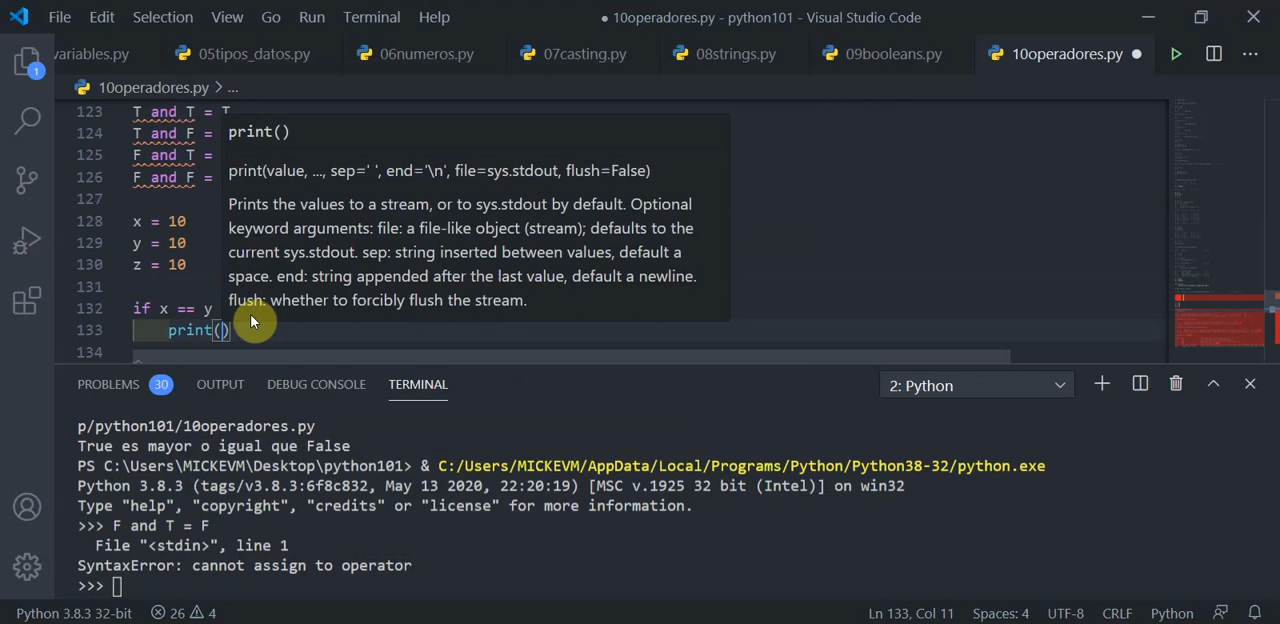 File Edit Selection View Go Run Terminal Help ● 10operadores.py - python101 - Visual Studio Code
variables.py 05tipos_datos.py 06numeros.py 07casting.py 08strings.py 09booleans.py 10operadores.py
1
10operadores.py > ...
123 T and T = T
124 T and F =
125 F and T =
126 F and F =
127
128 x = 10
129 y = 10
130 z = 10
131
132 if x == y
133 print()
134
print()
print(value, ..., sep=' ', end='\n', file=sys.stdout, flush=False)
Prints the values to a stream, or to sys.stdout by default. Optional
keyword arguments: file: a file-like object (stream); defaults to the
current sys.stdout. sep: string inserted between values, default a
space. end: string appended after the last value, default a newline.
flush: whether to forcibly flush the stream.
PROBLEMS 30 OUTPUT DEBUG CONSOLE TERMINAL 2: Python
p/python101/10operadores.py
True es mayor o igual que False
PS C:\Users\MICKEVM\Desktop\python101> & C:/Users/MICKEVM/AppData/Local/Programs/Python/Python38-32/python.exe
Python 3.8.3 (tags/v3.8.3:6f8c832, May 13 2020, 22:20:19) [MSC v.1925 32 bit (Intel)] on win32
Type "help", "copyright", "credits" or "license" for more information.
>>> F and T = F
File "<stdin>", line 1
SyntaxError: cannot assign to operator
>>>
Python 3.8.3 32-bit 26 4 Ln 133, Col 11 Spaces: 4 UTF-8 CRLF Python